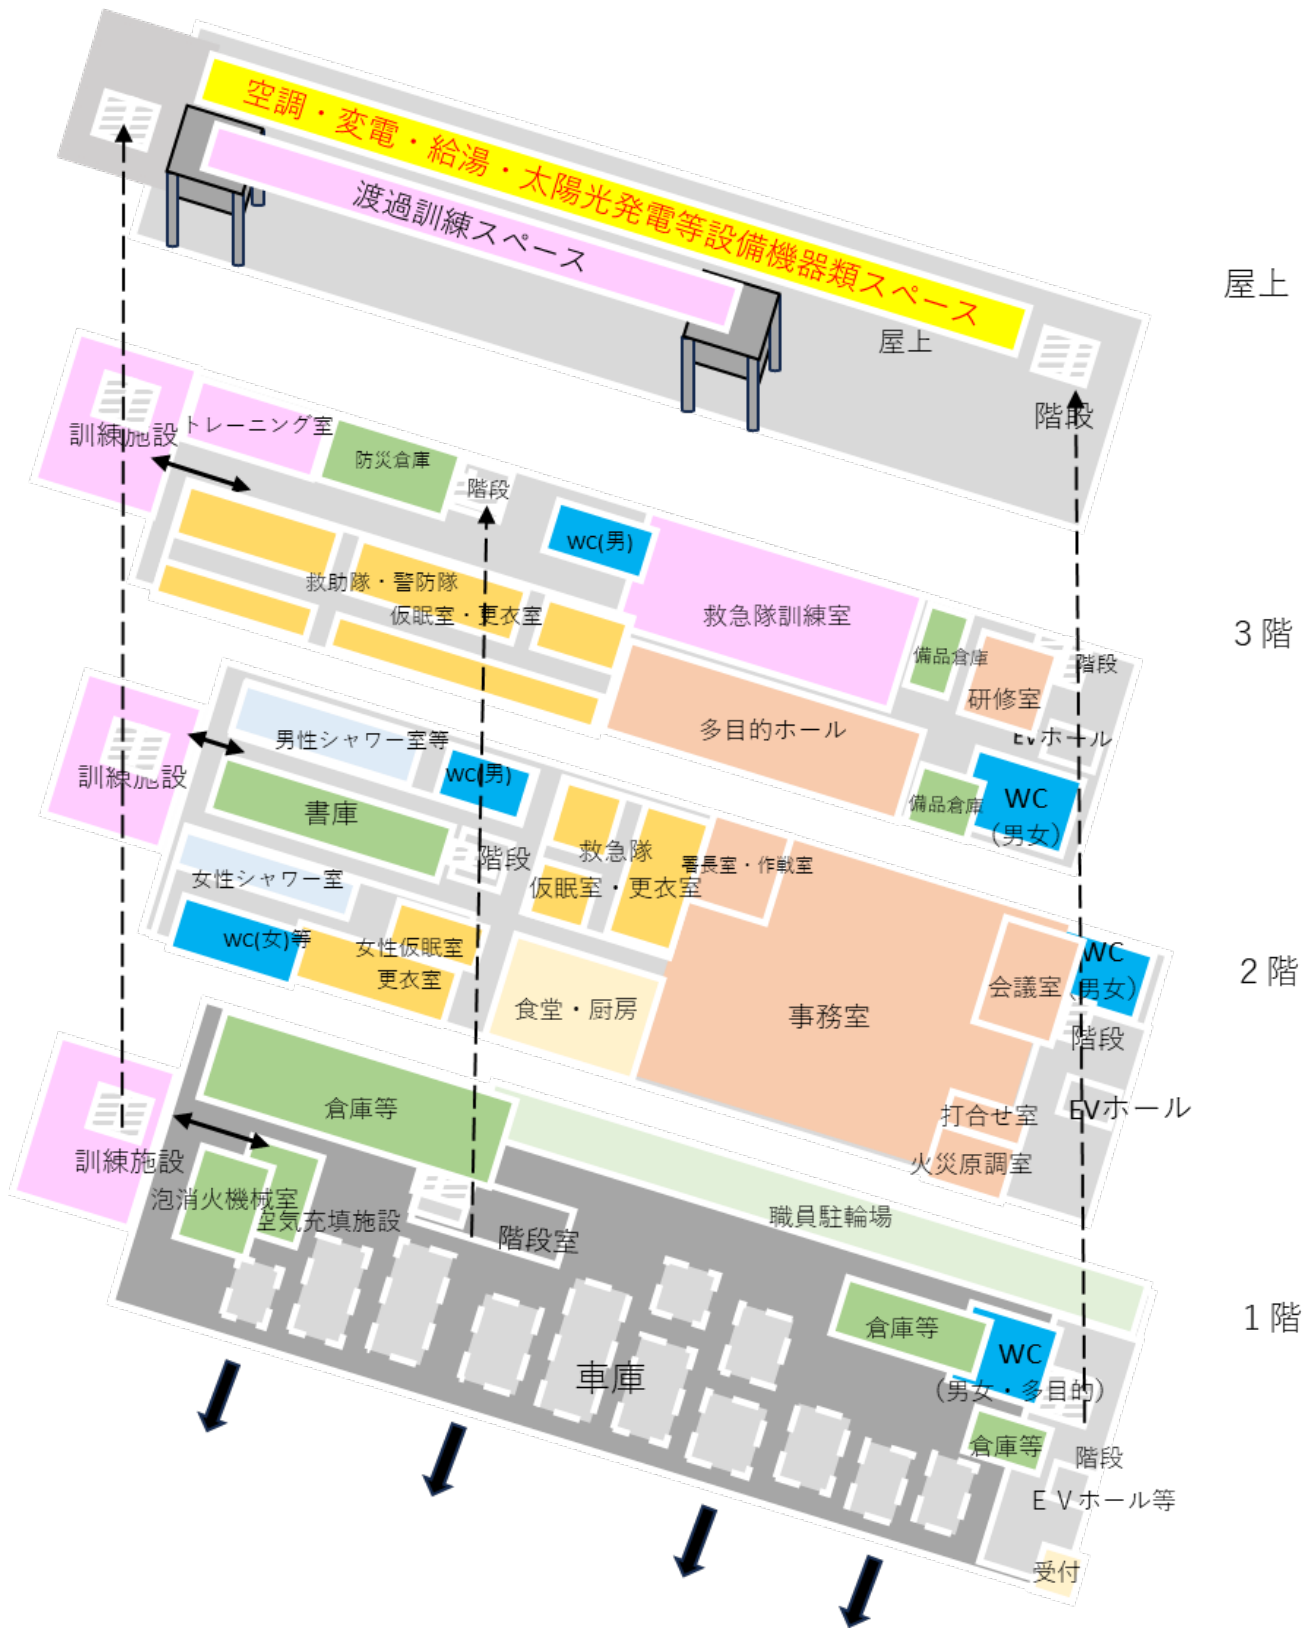 空調・変電・給湯・太陽光発電等設備機器類スペース
渡過訓練スペース
屋上
屋上
階段
訓練施設
トレーニング室
防災倉庫
階段
WC(男)
救助隊・警防隊
仮眠室・更衣室
救急隊訓練室
備品倉庫
研修室
階段
EVホール
多目的ホール
備品倉庫
WC
（男女）
3階
訓練施設
男性シャワー室等
WC(男)
書庫
階段
女性シャワー室
WC(女)等
女性仮眠室
更衣室
救急隊
仮眠室・更衣室
署長室・作戦室
食堂・厨房
事務室
会議室
WC
（男女）
階段
EVホール
打合せ室
火災原調室
2階
訓練施設
倉庫等
泡消火機械室
空気充填施設
階段室
職員駐輪場
車庫
倉庫等
WC
（男女・多目的）
倉庫等
階段
ＥＶホール等
受付
1階